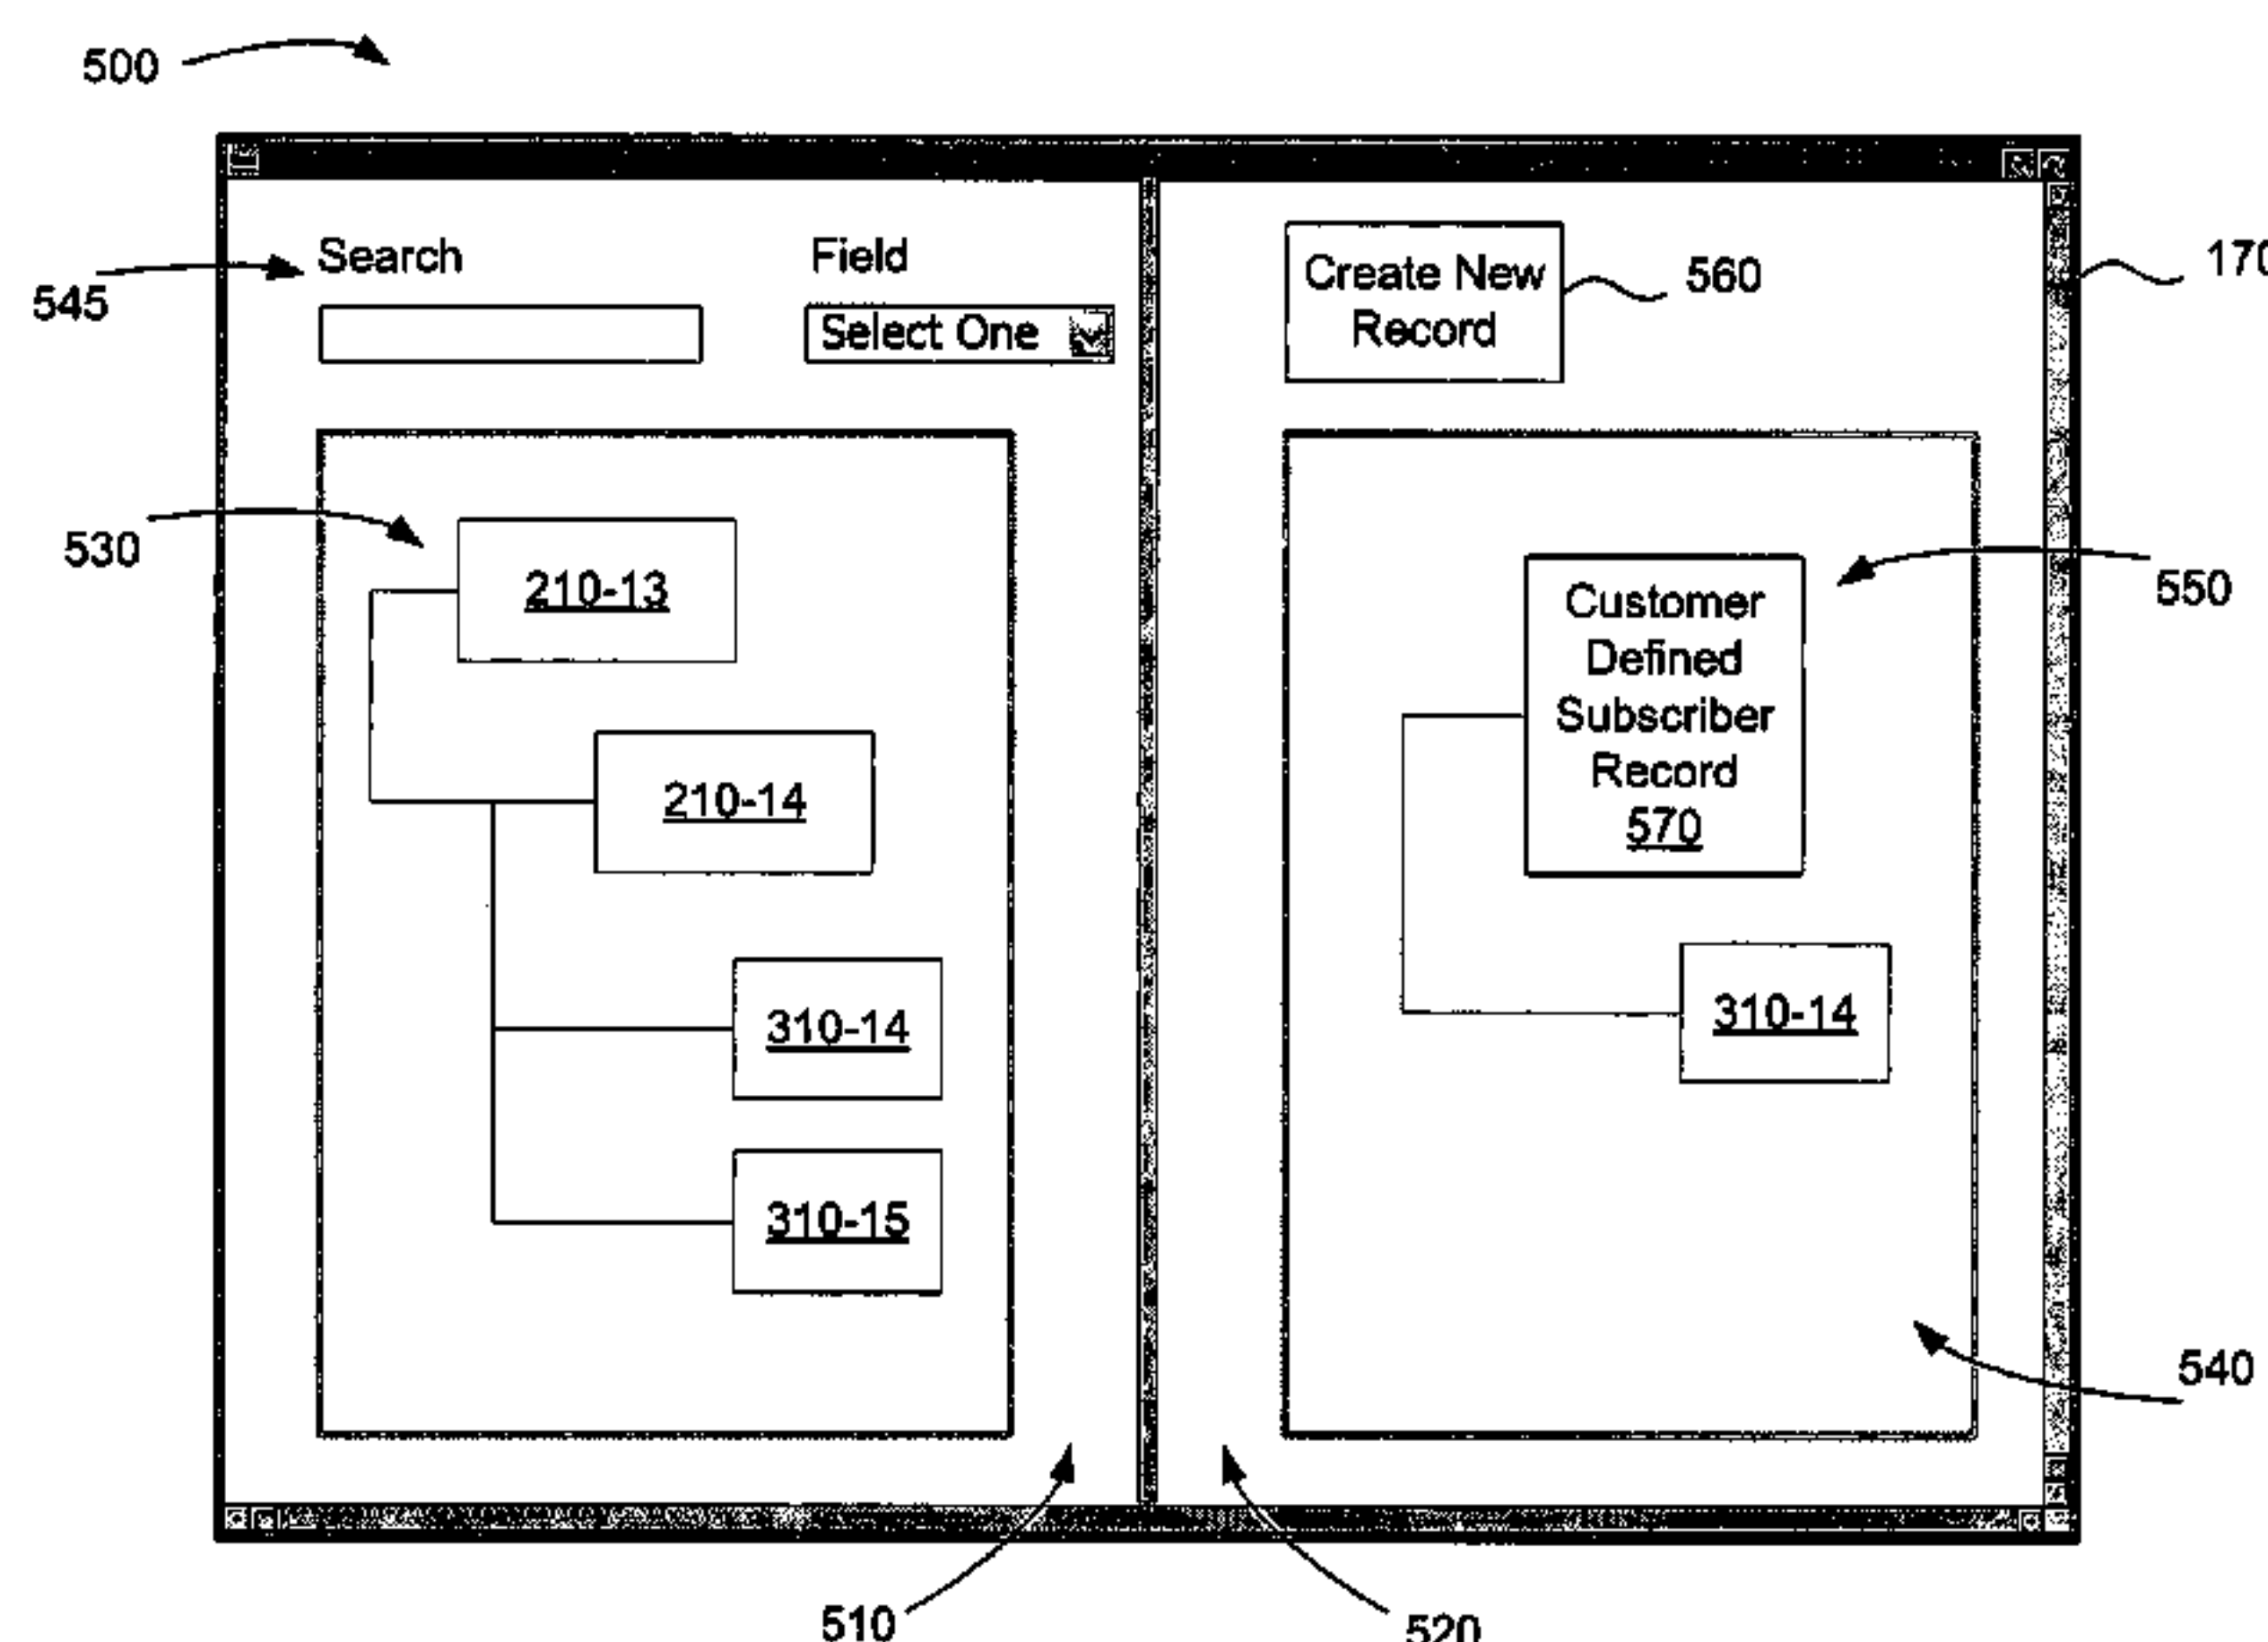 500
Search
Field
Create New
Record
560
170
545
Select One
530
210-13
550
Customer
Defined
Subscriber
Record
570
210-14
310-14
310-14
310-15
540
510
520